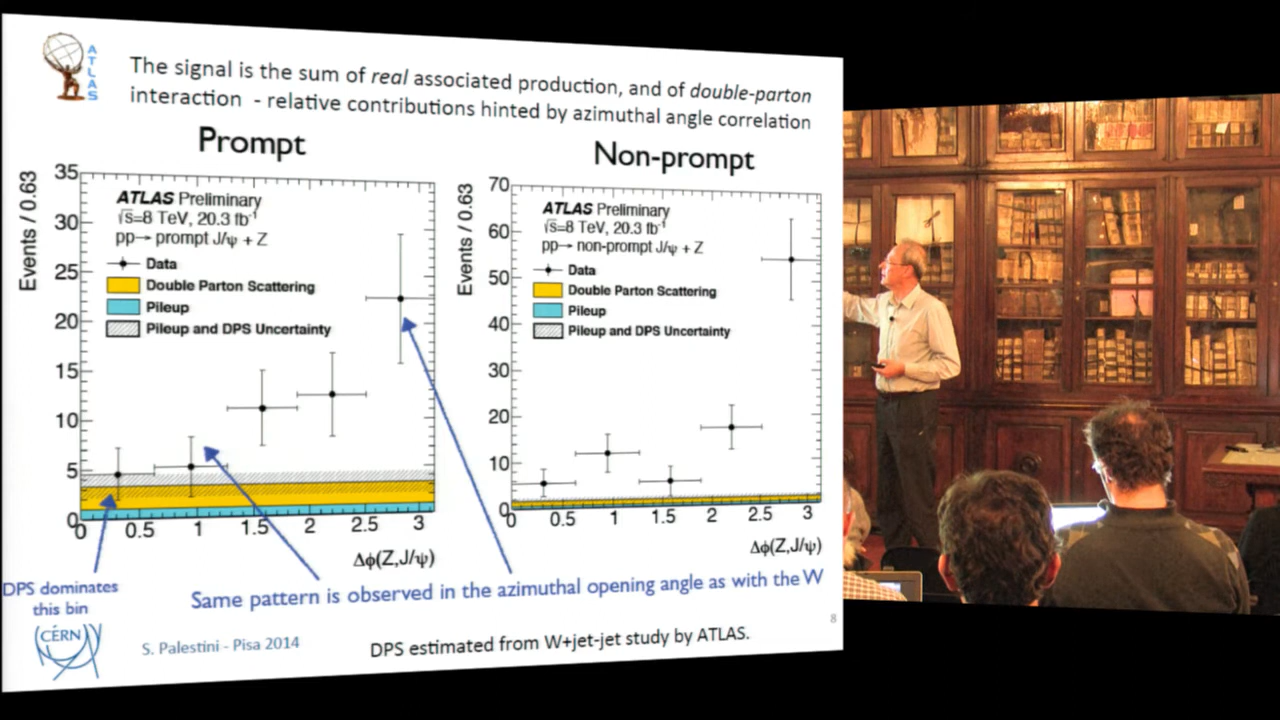 ATLAS
The signal is the sum of real associated production, and of double-parton
interaction - relative contributions hinted by azimuthal angle correlation
Prompt
Events / 0.63
35
30
25
20
15
10
5
0
ATLAS Preliminary
√s=8 TeV, 20.3 fb⁻¹
pp→ prompt J/ψ + Z
Data
Double Parton Scattering
Pileup
Pileup and DPS Uncertainty
0 0.5 1 1.5 2 2.5 3
Δϕ(Z,J/ψ)
Non-prompt
Events / 0.63
70
60
50
40
30
20
10
0
ATLAS Preliminary
√s=8 TeV, 20.3 fb⁻¹
pp→ non-prompt J/ψ + Z
Data
Double Parton Scattering
Pileup
Pileup and DPS Uncertainty
0 0.5 1 1.5 2 2.5 3
Δϕ(Z,J/ψ)
DPS dominates
this bin
Same pattern is observed in the azimuthal opening angle as with the W
CERN
S. Palestini - Pisa 2014
DPS estimated from W+jet-jet study by ATLAS.
8